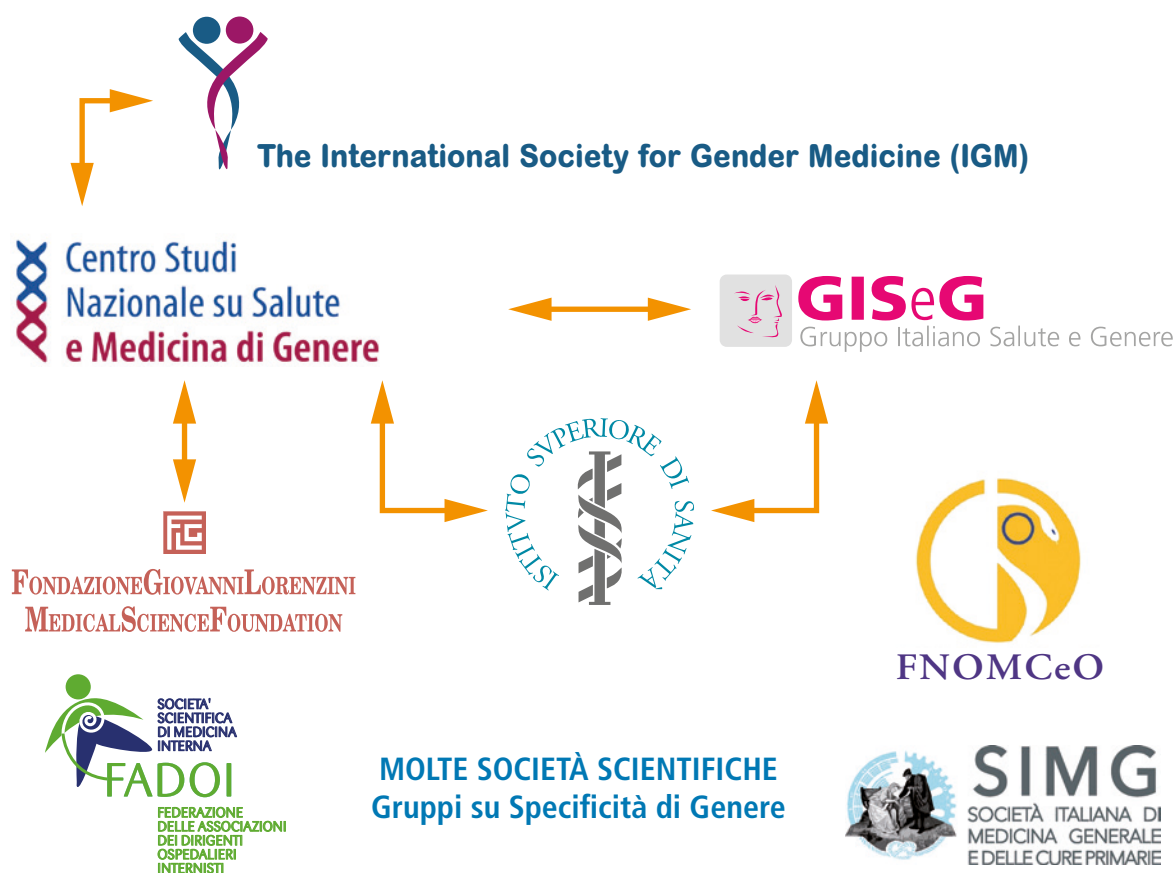 The International Society for Gender Medicine (IGM)
Centro Studi
Nazionale su Salute
e Medicina di Genere
GISeG
Gruppo Italiano Salute e Genere
ISTITVTO SVPERIORE DI SANITÀ
FONDAZIONEGIOVANNILORENZINI
MEDICALSCIENCEFOUNDATION
FNOMCeO
SOCIETA'
SCIENTIFICA
DI MEDICINA
INTERNA
FADOI
FEDERAZIONE
DELLE ASSOCIAZIONI
DEI DIRIGENTI
OSPEDALIERI
INTERNISTI
MOLTE SOCIETÀ SCIENTIFICHE
Gruppi su Specificità di Genere
SIMG
SOCIETÀ ITALIANA DI
MEDICINA GENERALE
E DELLE CURE PRIMARIE